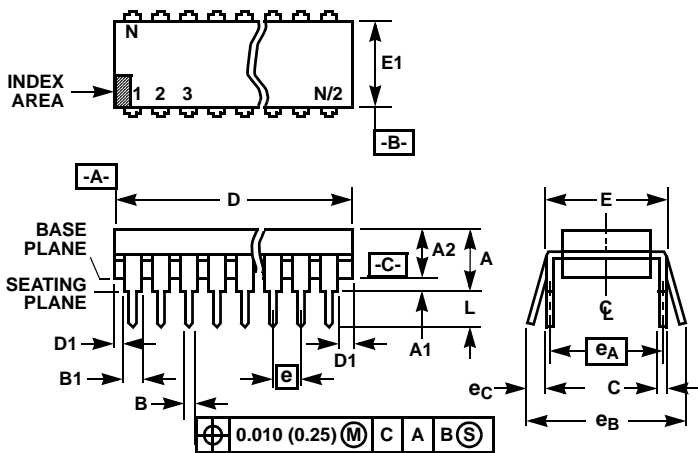 N
E1
INDEX
AREA
1 2 3 N/2
-B-
-A-
D
E
BASE
PLANE
A2
A
-C-
SEATING
PLANE
L
C
L
D1
A1
D1
eA
B1
e
eC
C
B
eB
0.010 (0.25) M C A B S